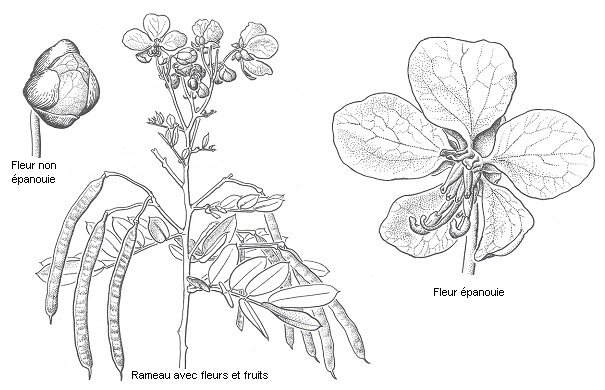 Fleur non
épanouie
Fleur épanouie
Rameau avec fleurs et fruits